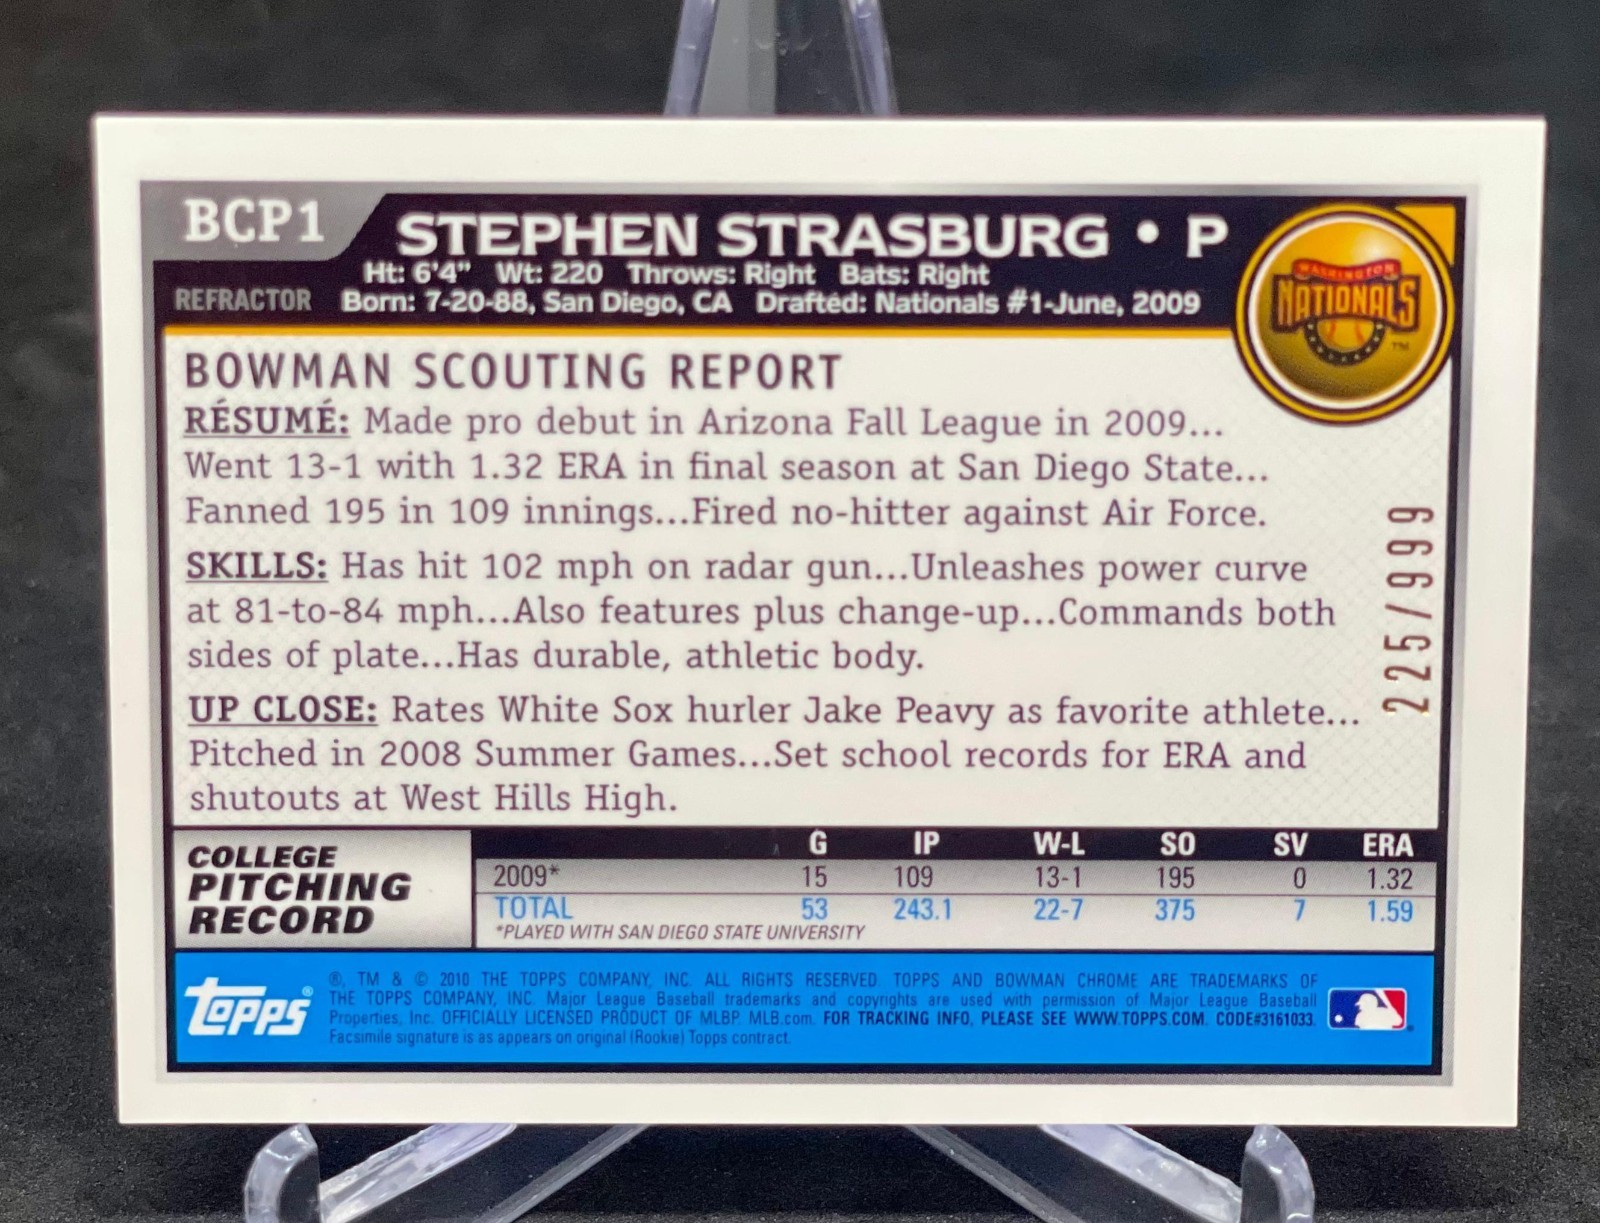 BCP1
STEPHEN STRASBURG • P
Ht: 6'4" Wt: 220 Throws: Right Bats: Right
REFRACTOR
Born: 7-20-88, San Diego, CA Drafted: Nationals #1-June, 2009
WASHINGTON
NATIONALS
TM
BOWMAN SCOUTING REPORT
RÉSUMÉ: Made pro debut in Arizona Fall League in 2009...
Went 13-1 with 1.32 ERA in final season at San Diego State...
Fanned 195 in 109 innings...Fired no-hitter against Air Force.
SKILLS: Has hit 102 mph on radar gun...Unleashes power curve
at 81-to-84 mph...Also features plus change-up...Commands both
sides of plate...Has durable, athletic body.
UP CLOSE: Rates White Sox hurler Jake Peavy as favorite athlete...
Pitched in 2008 Summer Games...Set school records for ERA and
shutouts at West Hills High.
225/999
COLLEGE
PITCHING
RECORD
G IP W-L SO SV ERA
2009* 15 109 13-1 195 0 1.32
TOTAL 53 243.1 22-7 375 7 1.59
*PLAYED WITH SAN DIEGO STATE UNIVERSITY
Topps®
®, TM & © 2010 THE TOPPS COMPANY, INC. ALL RIGHTS RESERVED. TOPPS AND BOWMAN CHROME ARE TRADEMARKS OF
THE TOPPS COMPANY, INC. Major League Baseball trademarks and copyrights are used with permission of Major League Baseball
Properties, Inc. OFFICIALLY LICENSED PRODUCT OF MLBP. MLB.com. FOR TRACKING INFO, PLEASE SEE WWW.TOPPS.COM. CODE#3161033.
Facsimile signature is as appears on original (Rookie) Topps contract.